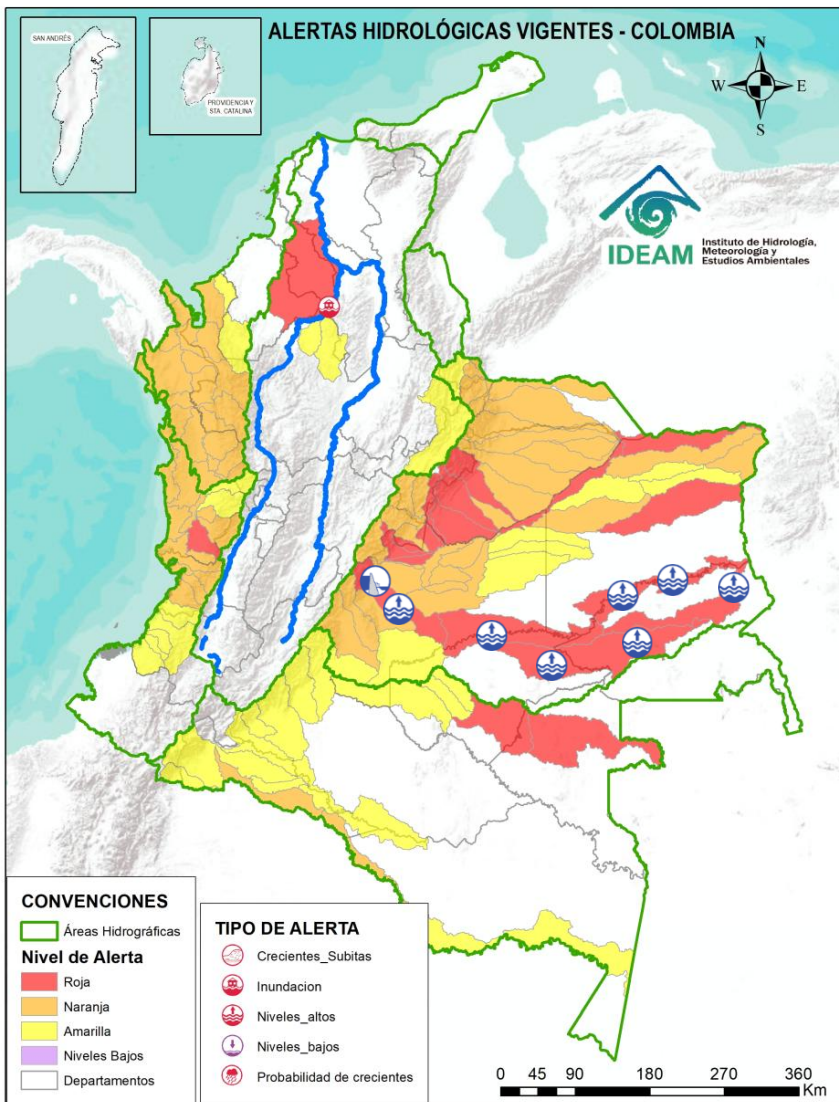 ALERTAS HIDROLÓGICAS VIGENTES - COLOMBIA
SAN ANDRÉS
PROVIDENCIA Y
STA. CATALINA
N
W E
S
IDEAM
Instituto de Hidrología,
Meteorología y
Estudios Ambientales
CONVENCIONES
Áreas Hidrográficas
Nivel de Alerta
Roja
Naranja
Amarilla
Niveles Bajos
Departamentos
TIPO DE ALERTA
Crecientes_Subitas
Inundacion
Niveles_altos
Niveles_bajos
Probabilidad de crecientes
0 45 90 180 270 360
Km